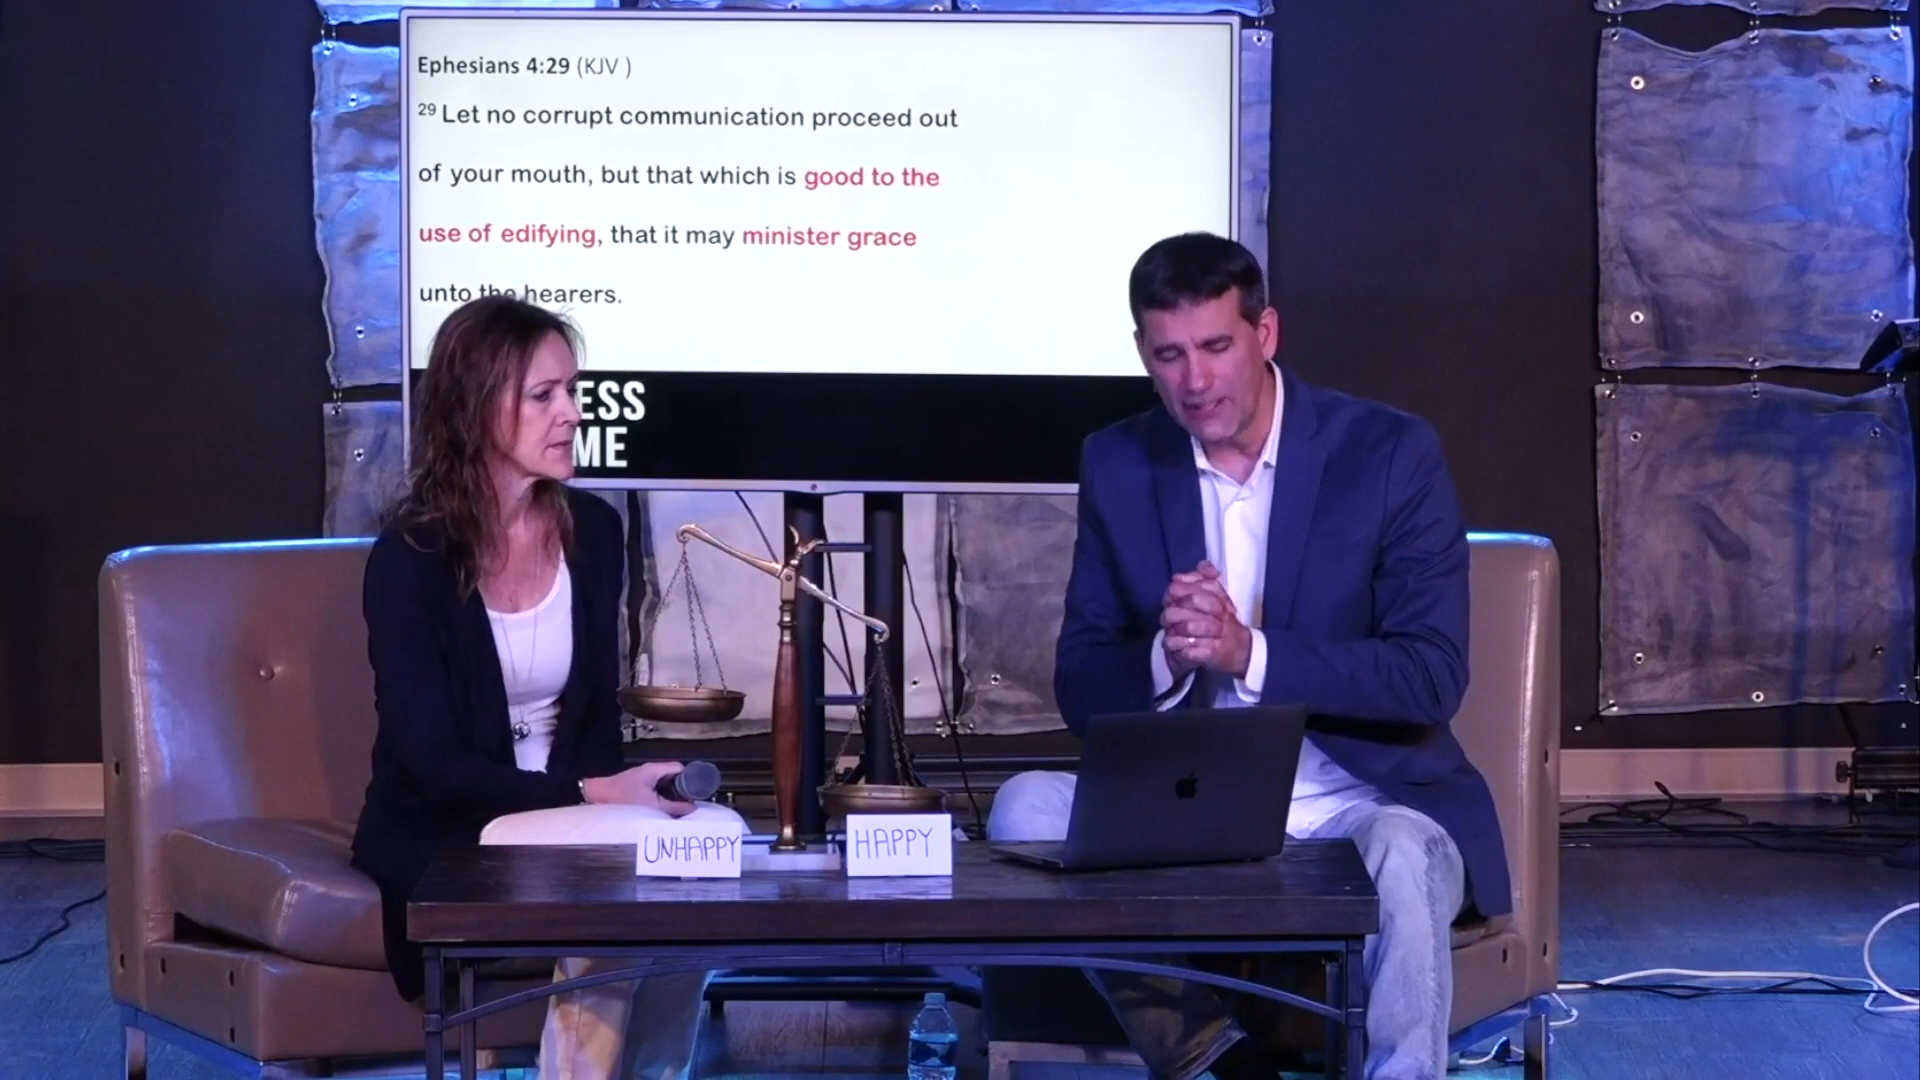 Ephesians 4:29 (KJV )
29 Let no corrupt communication proceed out
of your mouth, but that which is good to the
use of edifying, that it may minister grace
unto the hearers.
ESS
ME
UNHAPPY
HAPPY